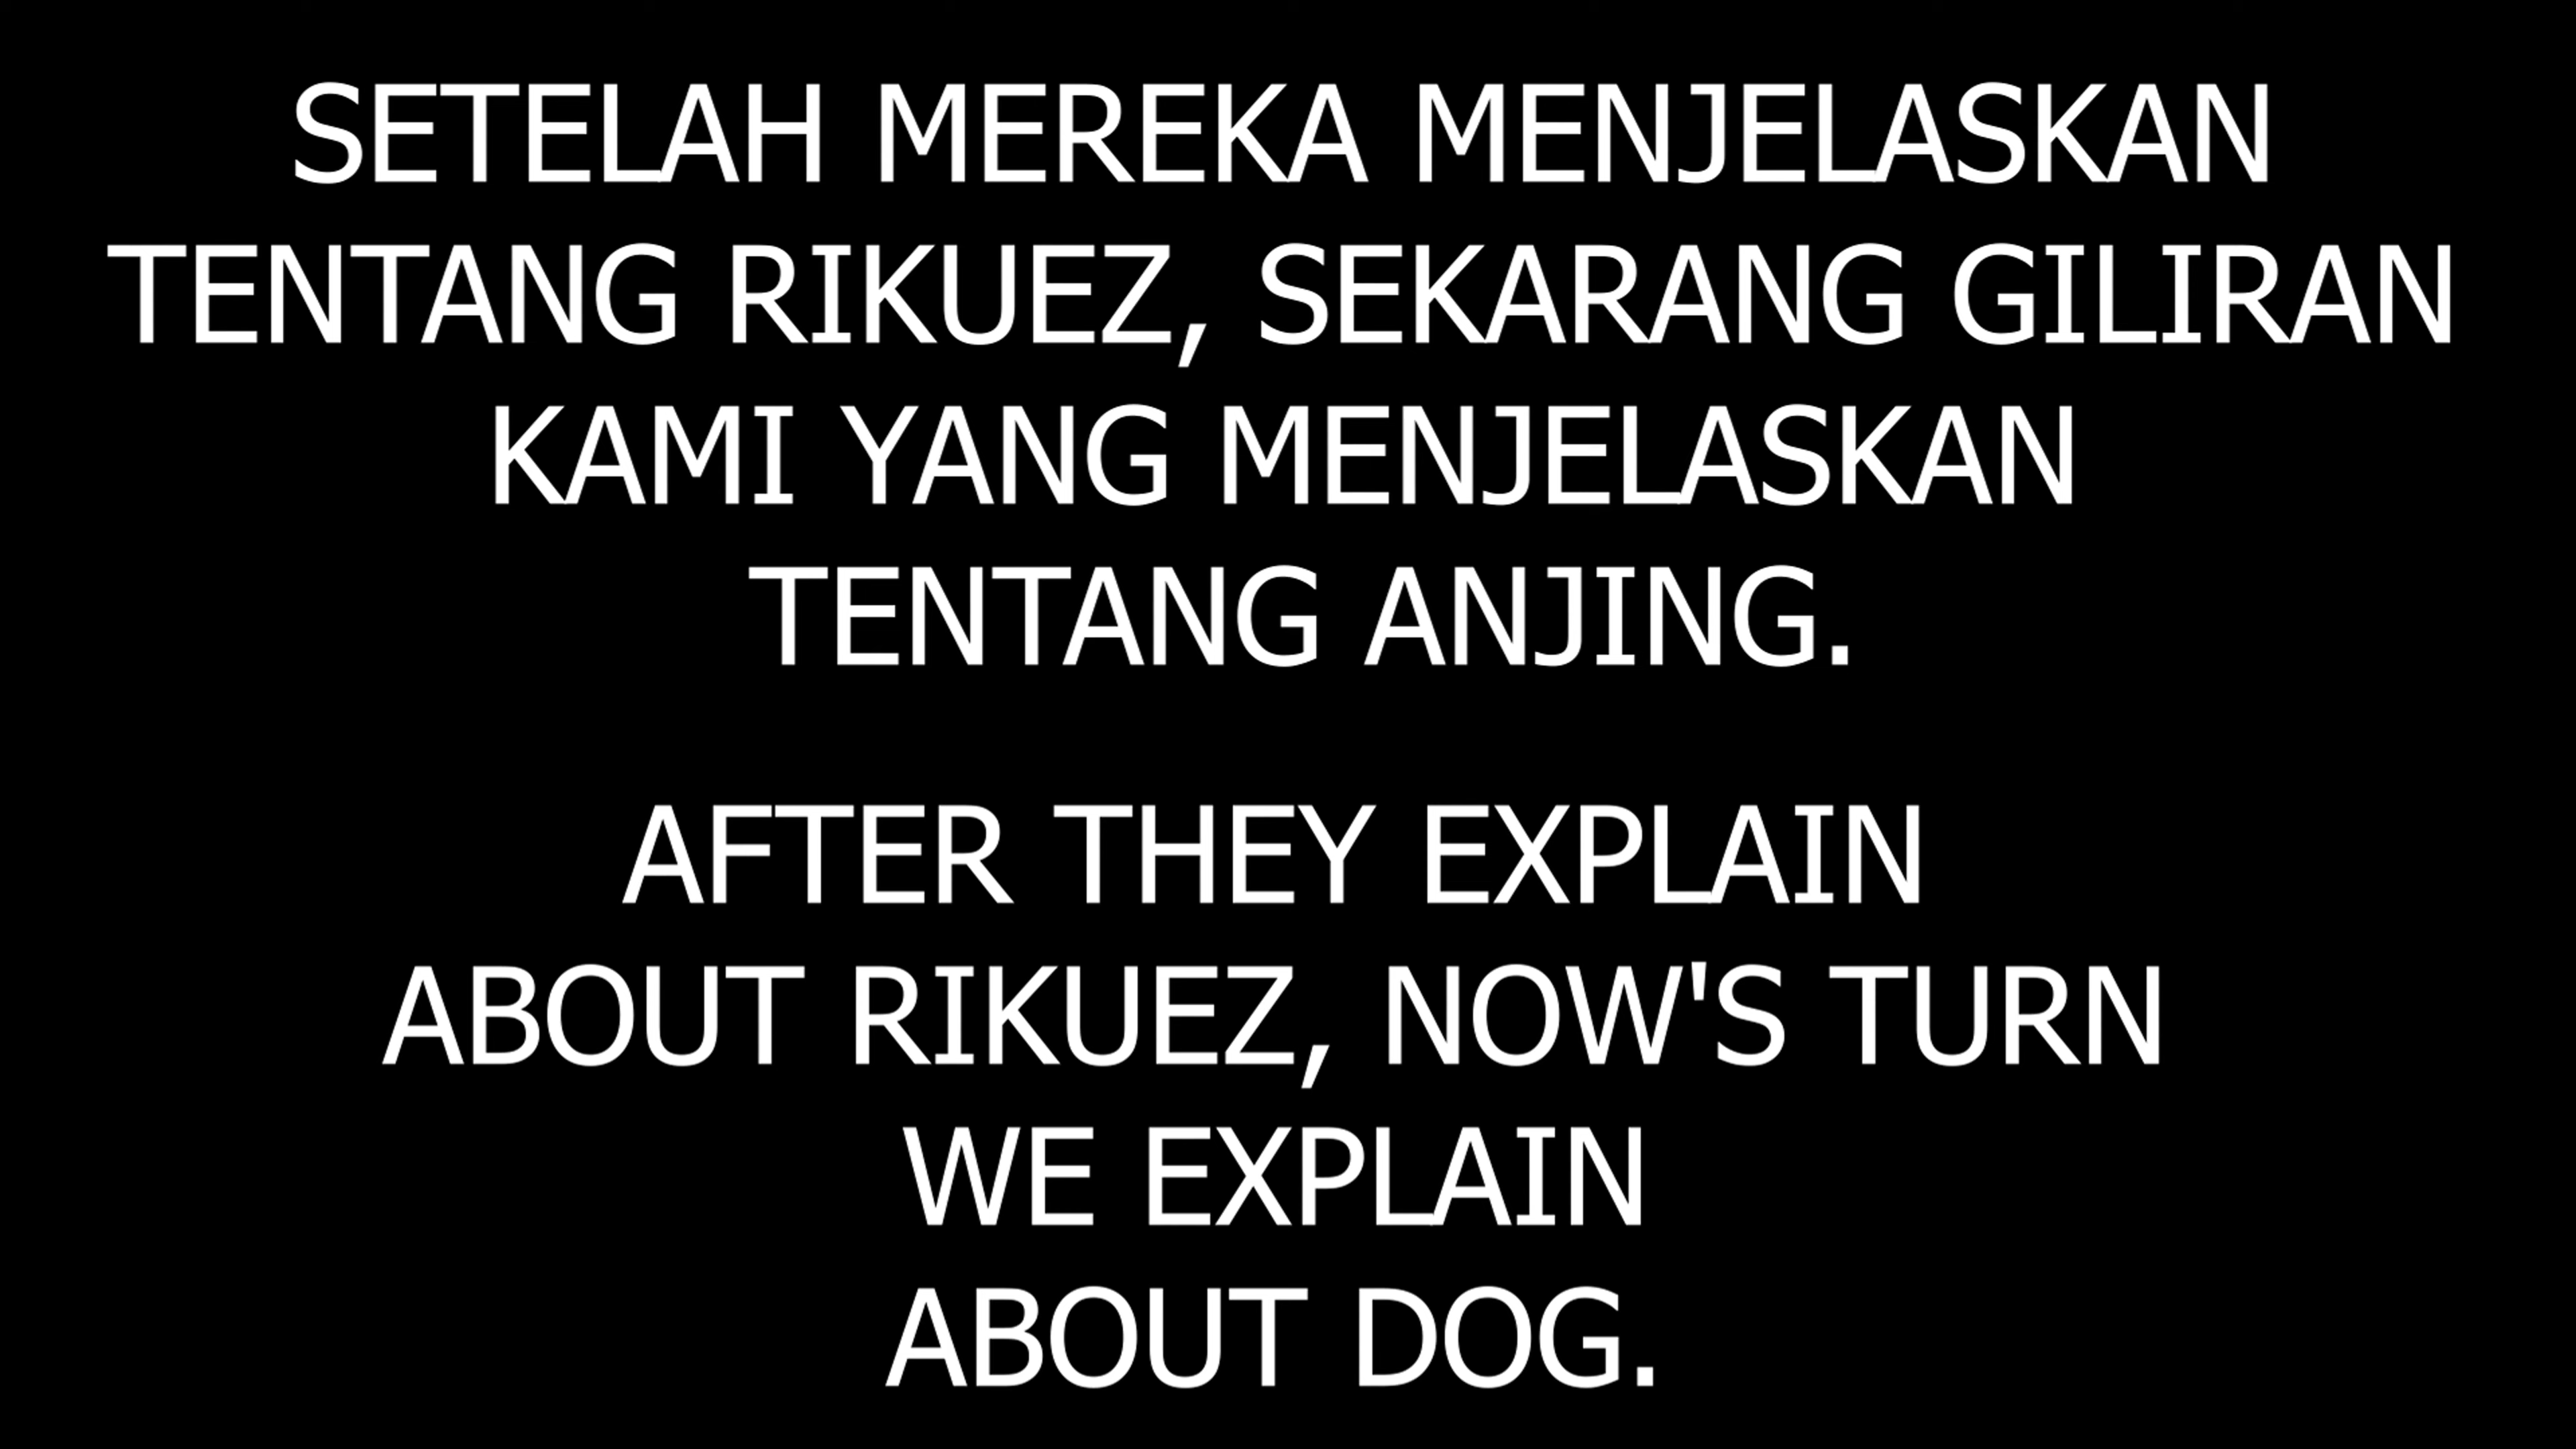 SETELAH MEREKA MENJELASKAN
TENTANG RIKUEZ, SEKARANG GILIRAN
KAMI YANG MENJELASKAN
TENTANG ANJING.
AFTER THEY EXPLAIN
ABOUT RIKUEZ, NOW'S TURN
WE EXPLAIN
ABOUT DOG.